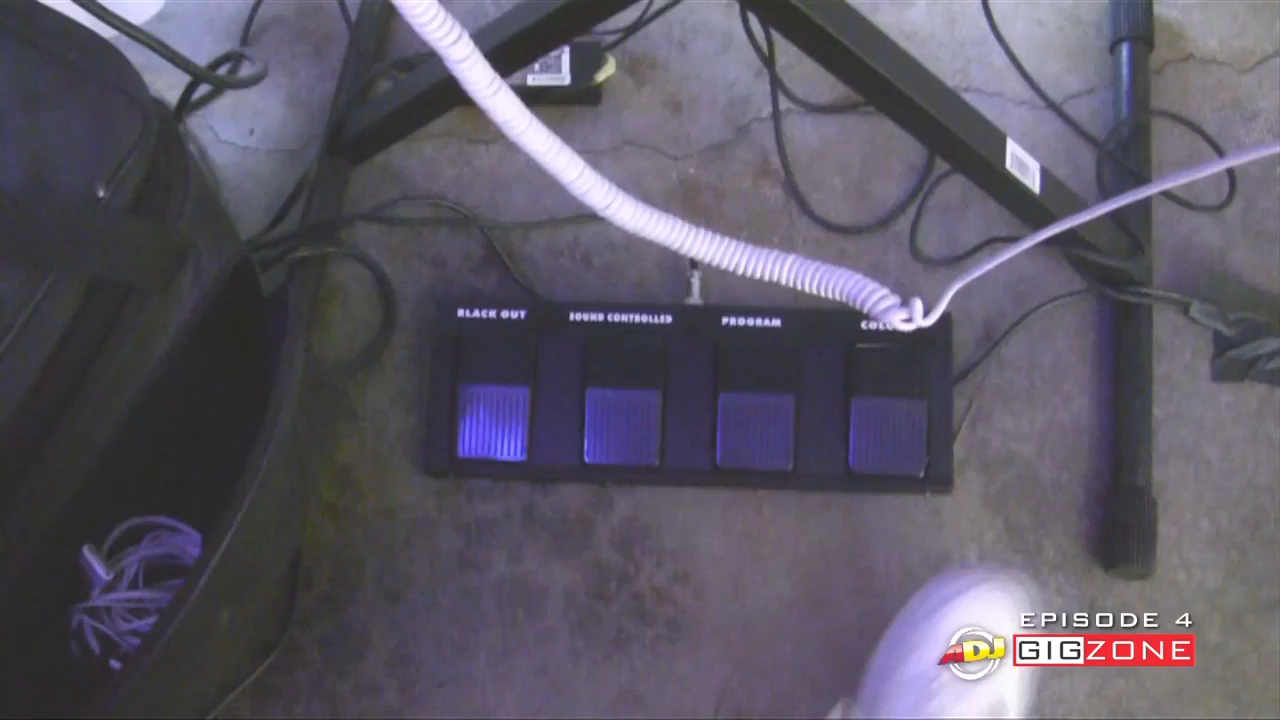 BLACK OUT
SOUND CONTROLLED
PROGRAM
EPISODE 4
ADJ
GIGZONE